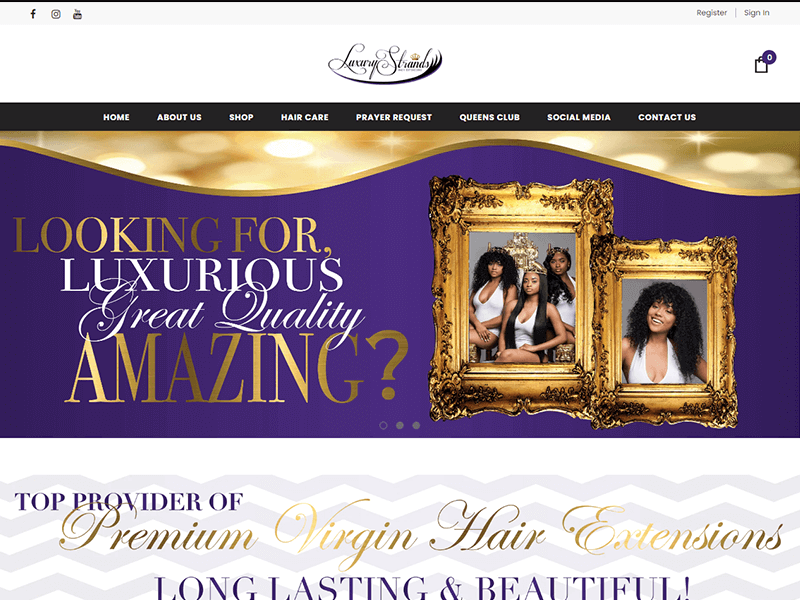 Register | Sign In
Luxury Strands
0
HOME ABOUT US SHOP HAIR CARE PRAYER REQUEST QUEENS CLUB SOCIAL MEDIA CONTACT US
LOOKING FOR,
LUXURIOUS
Great Quality
AMAZING?
TOP PROVIDER OF
Premium Virgin Hair Extensions
LONG LASTING & BEAUTIFUL!